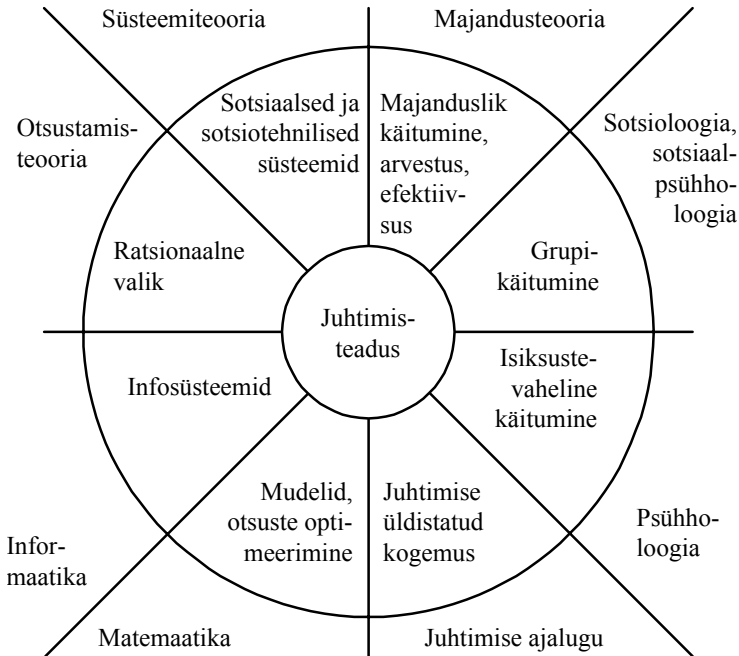 Süsteemiteooria
Majandusteooria
Otsustamis-
teooria
Sotsiaalsed ja
sotsiotehnilised
süsteemid
Majanduslik
käitumine,
arvestus,
efektiiv-
sus
Sotsioloogia,
sotsiaal-
psühho-
loogia
Ratsionaalne
valik
Grupi-
käitumine
Juhtimis-
teadus
Infosüsteemid
Isiksuste-
vaheline
käitumine
Mudelid,
otsuste opti-
meerimine
Juhtimise
üldistatud
kogemus
Infor-
maatika
Psühho-
loogia
Matemaatika
Juhtimise ajalugu